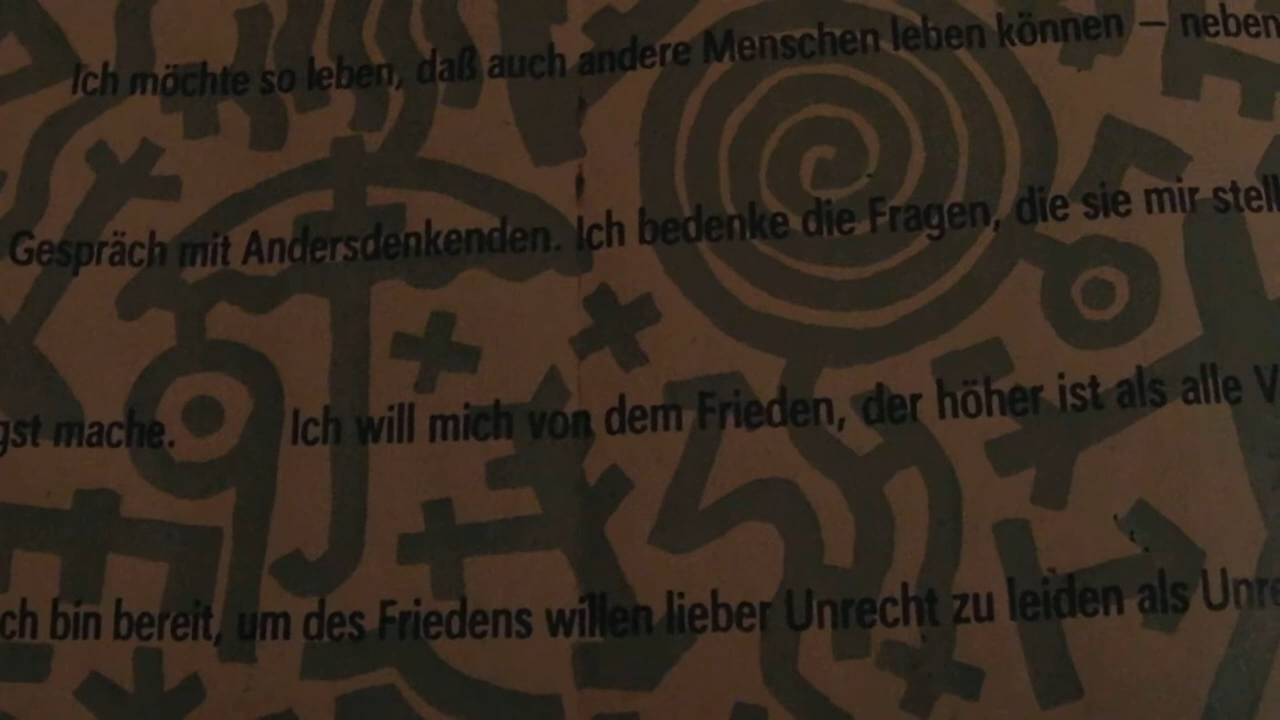 Ich möchte so leben, daß auch andere Menschen leben können – neben
Gespräch mit Andersdenkenden. Ich bedenke die Fragen, die sie mir stell
gst mache. Ich will mich von dem Frieden, der höher ist als alle V
ch bin bereit, um des Friedens willen lieber Unrecht zu leiden als Unre